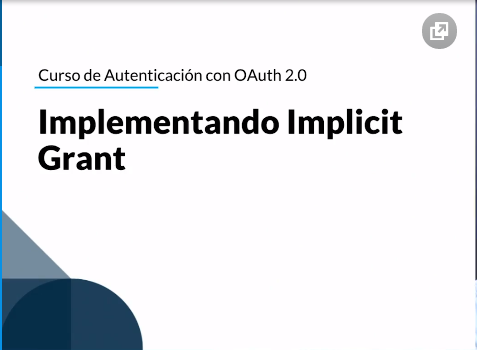 Curso de Autenticación con OAuth 2.0
Implementando Implicit
Grant